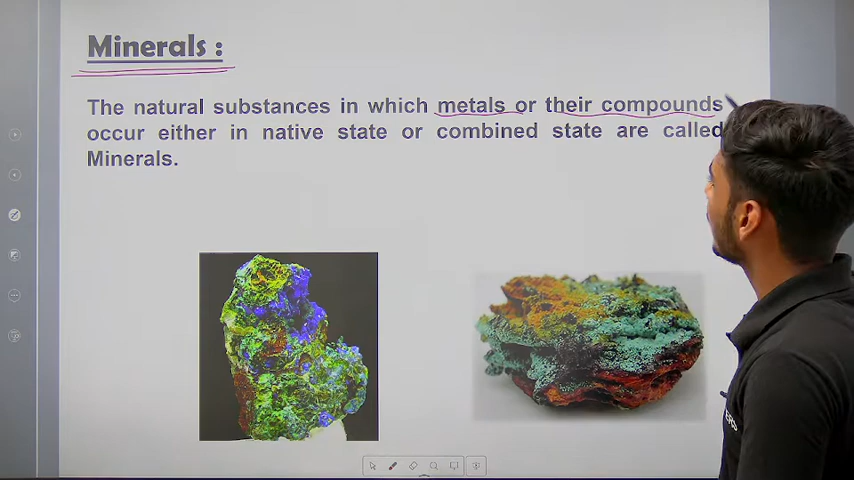 Minerals :
The natural substances in which metals or their compounds
occur either in native state or combined state are called
Minerals.